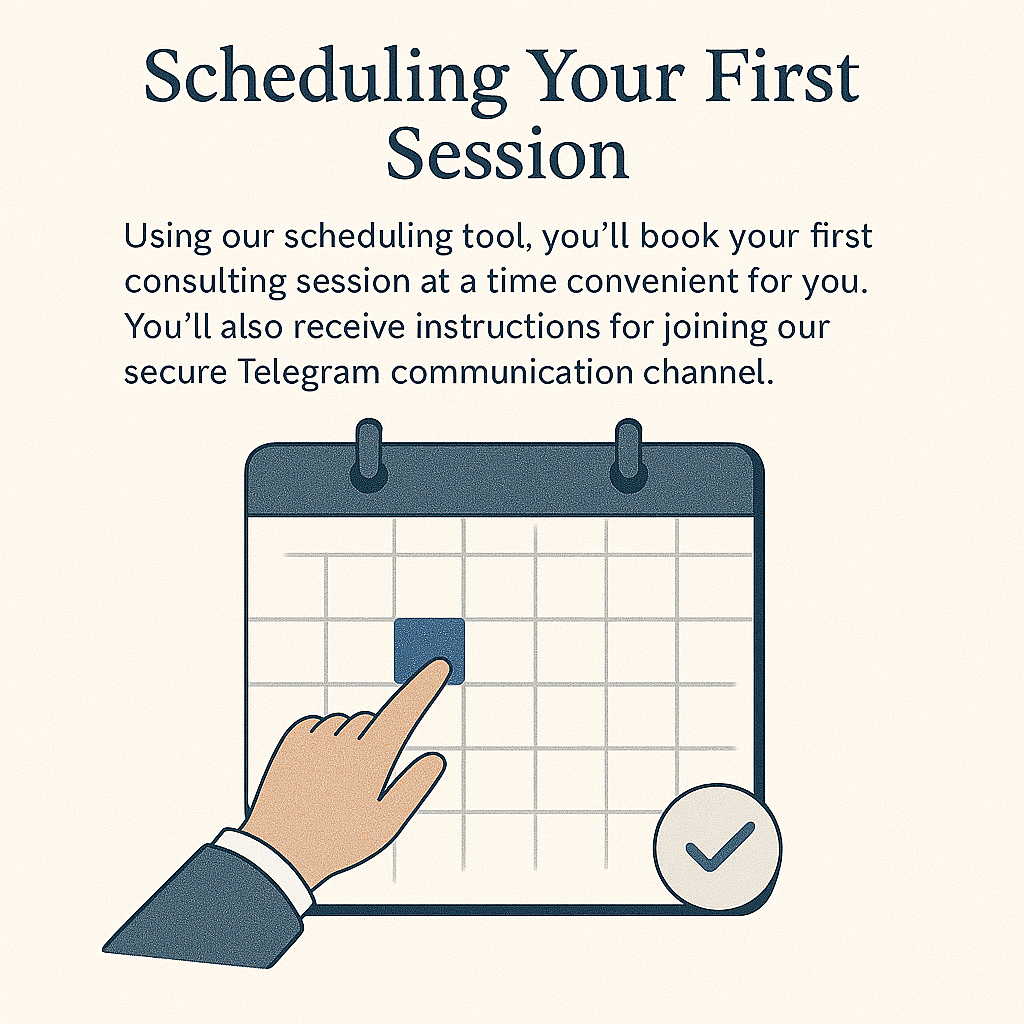 Scheduling Your First
Session
Using our scheduling tool, you’ll book your first
consulting session at a time convenient for you.
You’ll also receive instructions for joining our
secure Telegram communication channel.